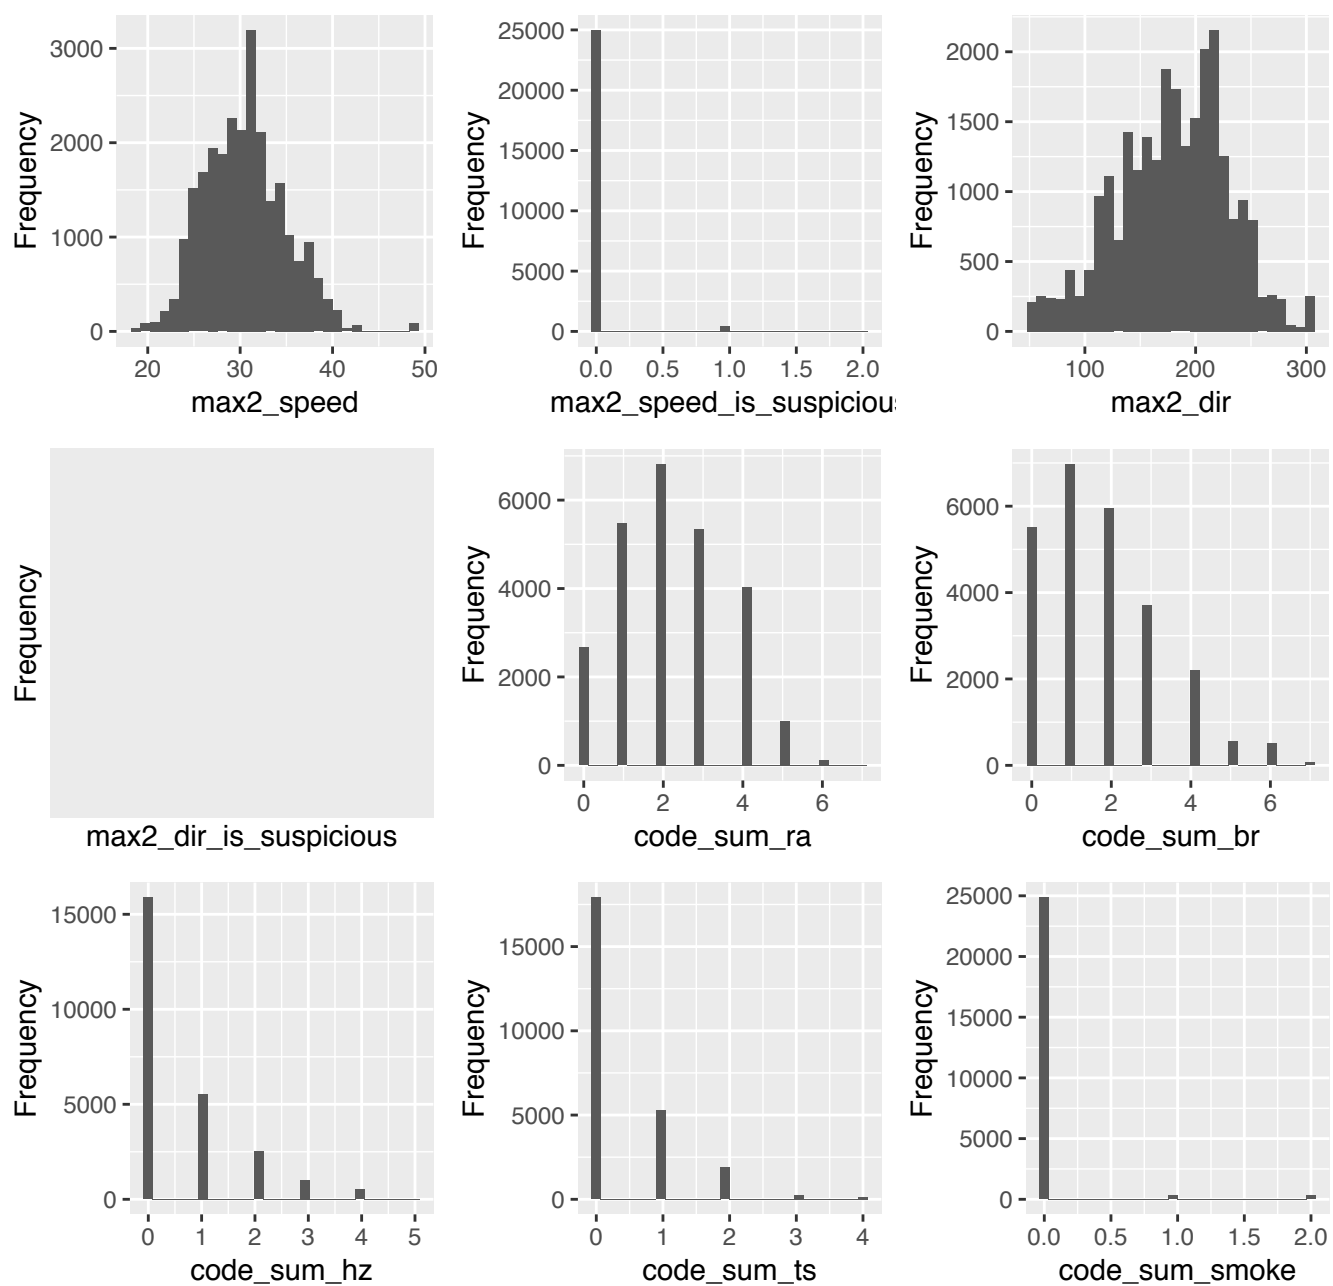 3000
2000
1000
0
Frequency
20 30 40 50
max2_speed
25000
20000
15000
10000
5000
0
Frequency
0.0 0.5 1.0 1.5 2.0
max2_speed_is_suspicious
2000
1500
1000
500
0
Frequency
100 200 300
max2_dir
Frequency
max2_dir_is_suspicious
6000
4000
2000
0
Frequency
0 2 4 6
code_sum_ra
6000
4000
2000
0
Frequency
0 2 4 6
code_sum_br
15000
10000
5000
0
Frequency
0 1 2 3 4 5
code_sum_hz
15000
10000
5000
0
Frequency
0 1 2 3 4
code_sum_ts
25000
20000
15000
10000
5000
0
Frequency
0.0 0.5 1.0 1.5 2.0
code_sum_smoke